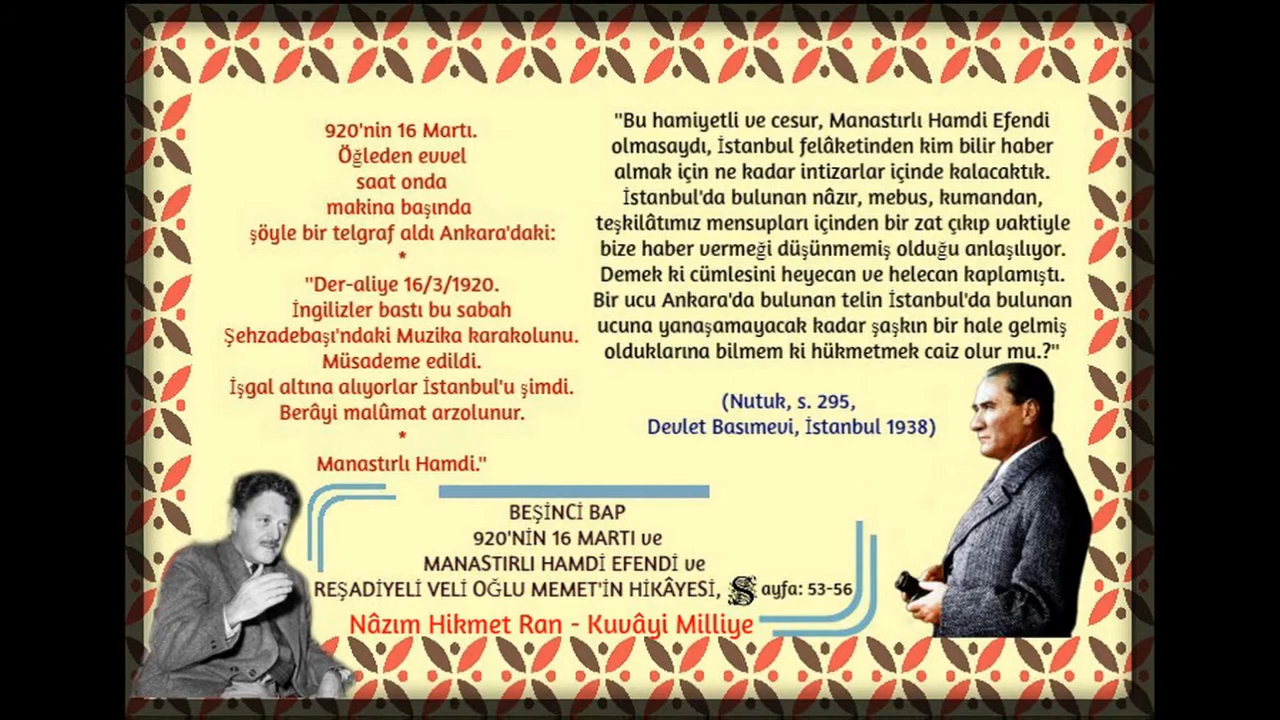 920'nin 16 Martı.
Öğleden evvel
saat onda
makina başında
şöyle bir telgraf aldı Ankara'daki:
*
"Der-aliye 16/3/1920.
İngilizler bastı bu sabah
Şehzadebaşı'ndaki Muzika karakolunu.
Müsademe edildi.
İşgal altına alıyorlar İstanbul'u şimdi.
Berâyi malûmat arzolunur.
*
Manastırlı Hamdi."
"Bu hamiyetli ve cesur, Manastırlı Hamdi Efendi
olmasaydı, İstanbul felâketinden kim bilir haber
almak için ne kadar intizarlar içinde kalacaktık.
İstanbul'da bulunan nâzır, mebus, kumandan,
teşkilâtımız mensupları içinden bir zat çıkıp vaktiyle
bize haber vermeği düşünmemiş olduğu anlaşılıyor.
Demek ki cümlesini heyecan ve helecan kaplamıştı.
Bir ucu Ankara'da bulunan telin İstanbul'da bulunan
ucuna yanaşamayacak kadar şaşkın bir hale gelmiş
olduklarına bilmem ki hükmetmek caiz olur mu.?"
(Nutuk, s. 295,
Devlet Basımevi, İstanbul 1938)
BEŞİNCİ BAP
920'NİN 16 MARTI ve
MANASTIRLI HAMDİ EFENDİ ve
REŞADİYELİ VELİ OĞLU MEMET'İN HİKÂYESİ, Sayfa: 53-56
Nâzım Hikmet Ran - Kuvâyi Milliye